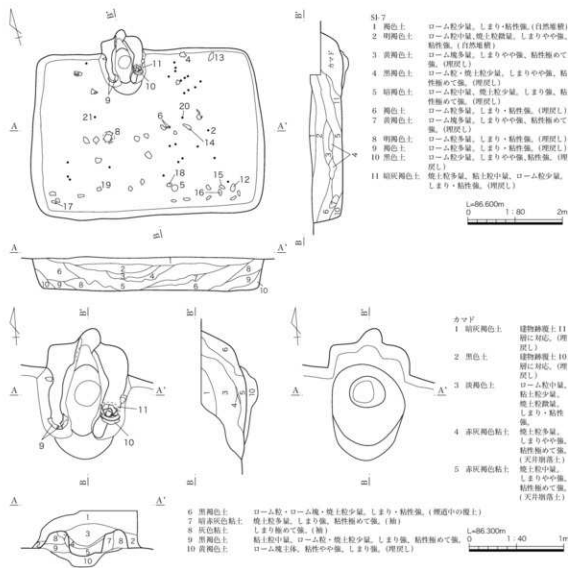 SI-7
1 褐色土 ローム粒少量、しまり・粘性強。(自然堆積)
2 明褐色土 ローム粒中量、焼土粒微量、しまりやや強、
粘性強。(自然堆積)
3 黄褐色土 ローム塊多量、しまりやや強、粘性極めて
強。(埋戻し)
4 黒褐色土 ローム粒・焼土粒少量、しまりやや強、粘
性極めて強。(埋戻し)
5 暗褐色土 ローム粒中量、焼土粒少量、しまり強、粘
性極めて強。(埋戻し)
6 褐色土 ローム粒少量、しまり・粘性強。(埋戻し)
7 黄褐色土 ローム塊多量、しまりやや強、粘性極めて
強。(埋戻し)
8 明褐色土 ローム粒多量、しまり・粘性強。(埋戻し)
9 褐色土 ローム粒多量、しまり・粘性強。(埋戻し)
10 黒色土 ローム粒少量、しまりやや強、粘性強。(埋
戻し)
11 暗灰褐色土 焼土粒多量、粘土粒中量、ローム粒少量、
しまり・粘性強。(埋戻し)
L=86.600m
0 1:80 2m
カマド
A A'
B B'
カマド
1 暗灰褐色土 建物跡覆土11
層に対応。(埋
戻し)
2 黒色土 建物跡覆土10
層に対応。(埋
戻し)
3 淡褐色土 ローム粒中量、
粘土粒少量、
焼土粒微量、
しまり・粘性
強。
4 赤灰褐色粘土 焼土粒多量、
しまりやや強、
粘性極めて強。
(天井崩落土)
5 赤灰褐色粘土 焼土粒中量、
しまりやや強、
粘性極めて強。
(天井崩落土)
6 黒褐色土 ローム粒・ローム塊・焼土粒少量、しまり・粘性強。(煙道中の覆土)
7 暗赤灰色粘土 焼土粒多量、しまり強、粘性極めて強。(袖)
8 灰色粘土 しまり極めて強。(袖)
9 黒褐色土 粘土粒中量、ローム粒・焼土粒少量、しまり強、粘性極めて強。
10 黄褐色土 ローム塊主体、粘性やや強、しまり強。(埋戻し)
L=86.300m
0 1:40 1m